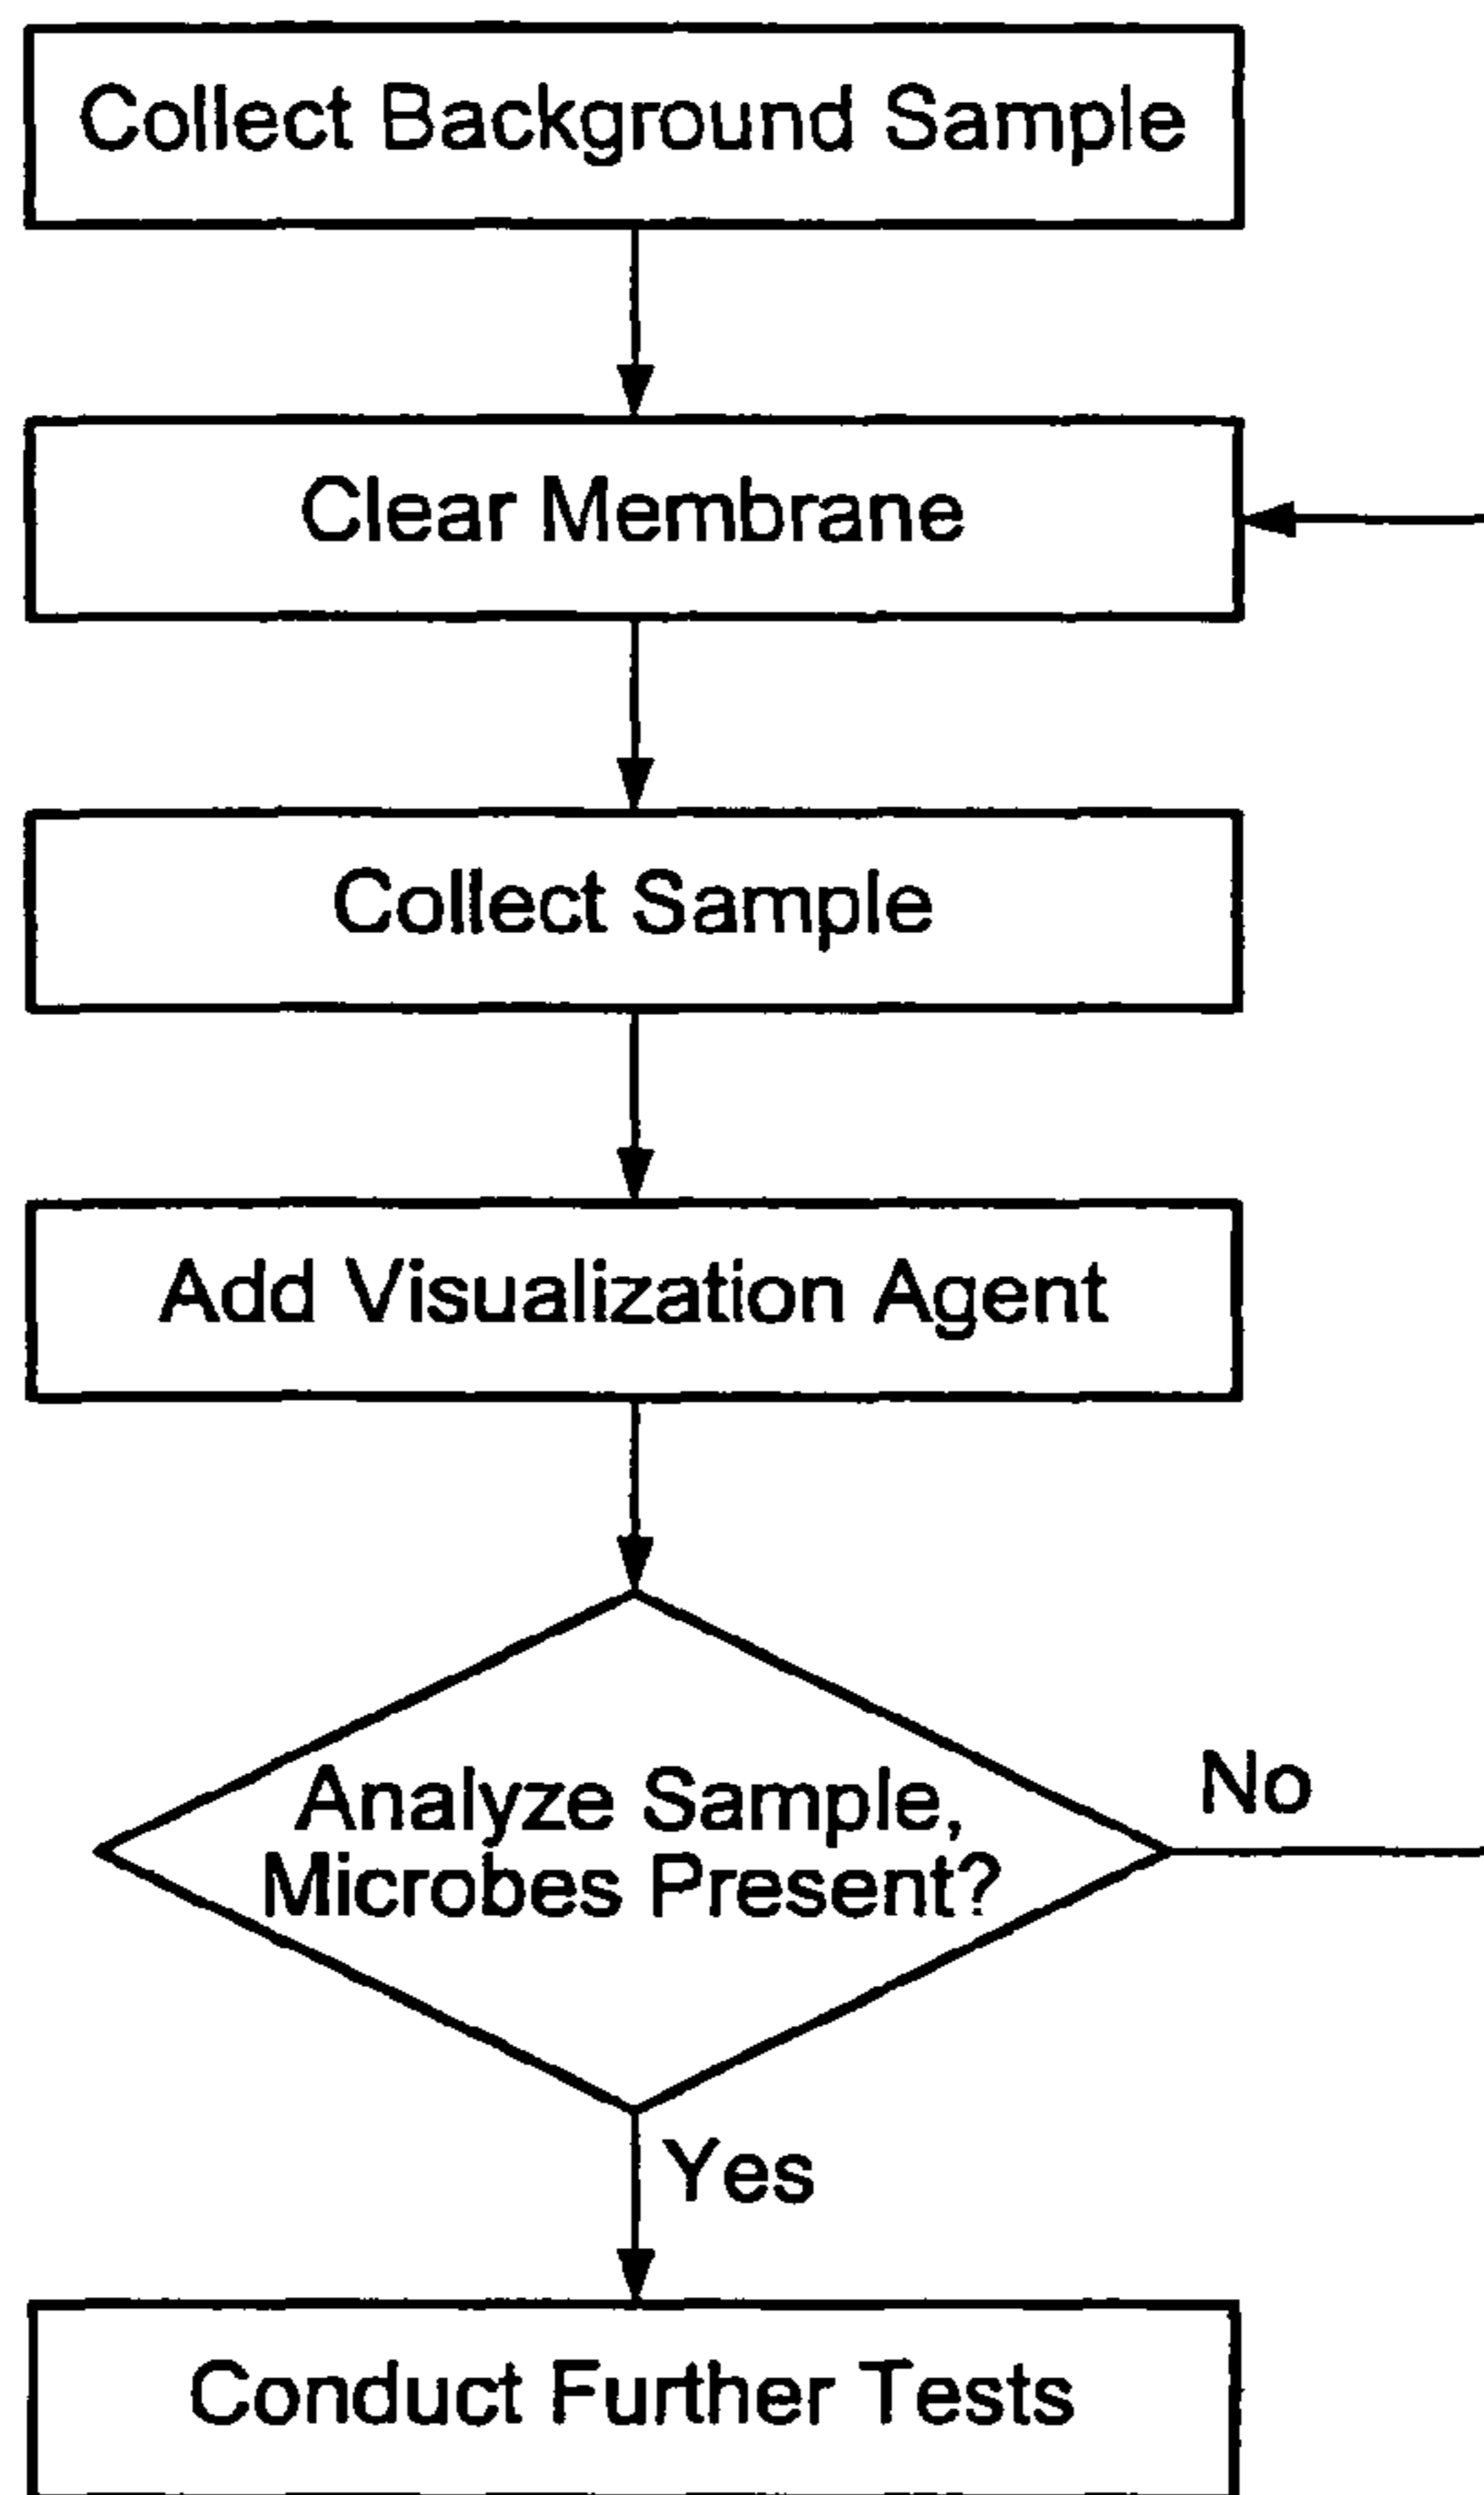 Collect Background Sample
Clear Membrane
Collect Sample
Add Visualization Agent
Analyze Sample,
Microbes Present?
No
Yes
Conduct Further Tests